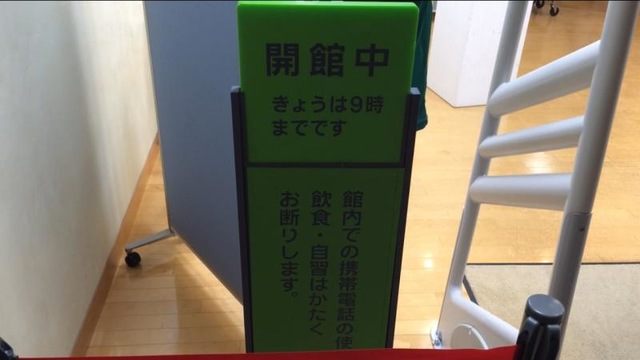 開館中
きょうは9時
までです
館内での携帯電話の使
飲食・自習はかたく
お断りします。